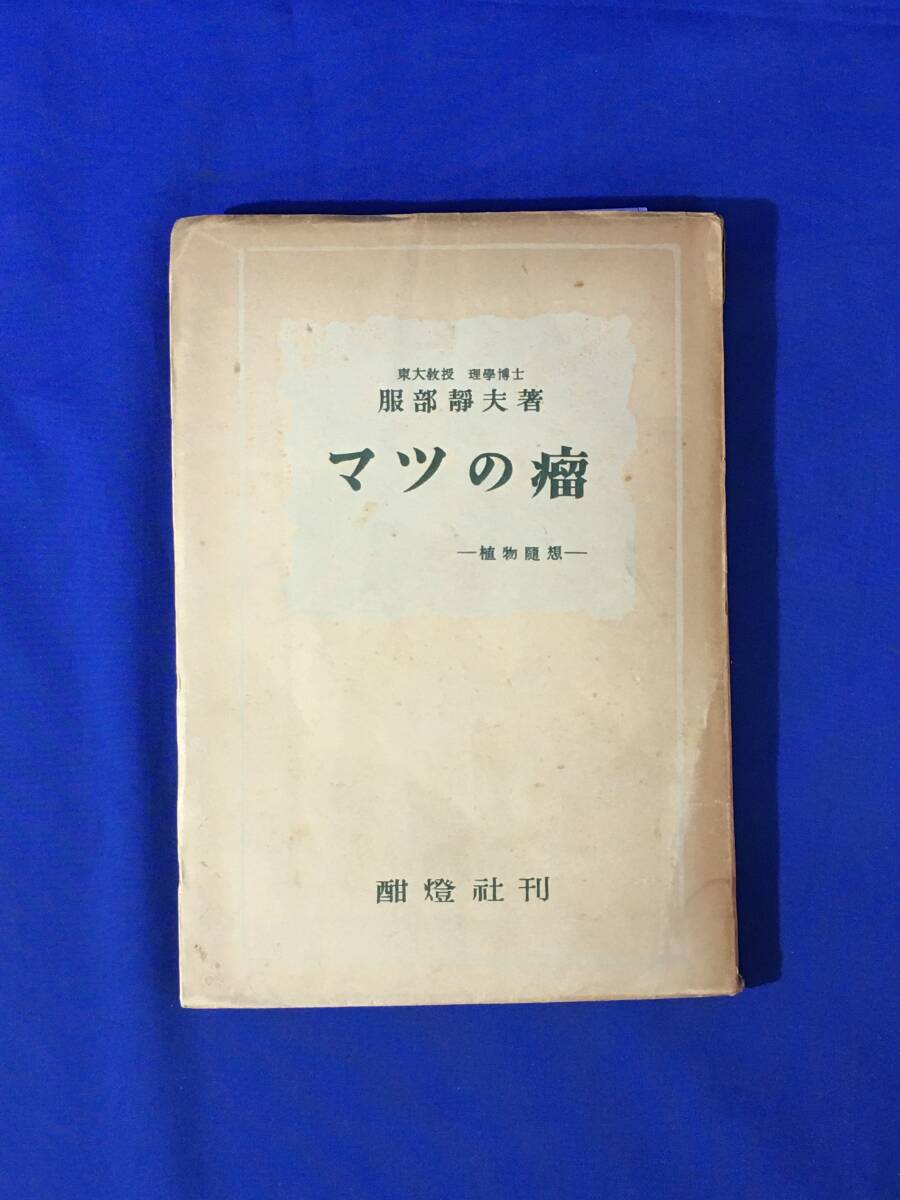 東大教授 理學博士
服部靜夫著
マツの瘤
―植物隨想―
酣燈社刊